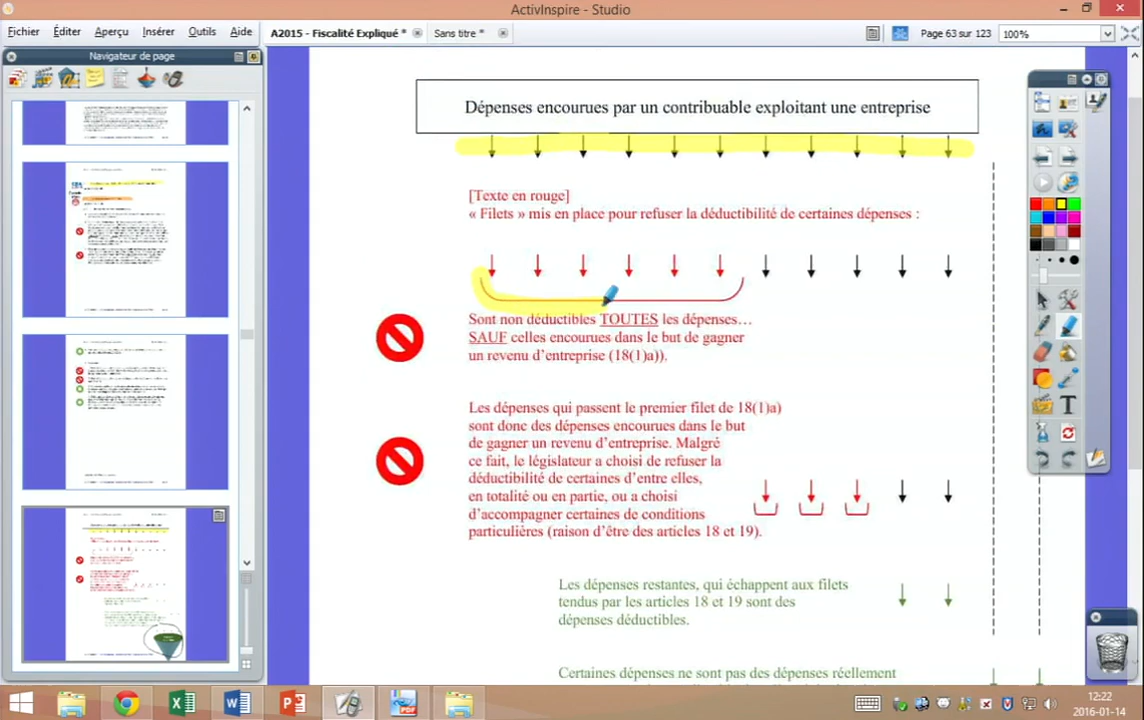 ActivInspire - Studio
Fichier Éditer Aperçu Insérer Outils Aide
A2015 - Fiscalité Expliqué *
Sans titre *
Page 63 sur 123
100%
Navigateur de page
Dépenses encourues par un contribuable exploitant une entreprise
[Texte en rouge]
« Filets » mis en place pour refuser la déductibilité de certaines dépenses :
Sont non déductibles TOUTES les dépenses…
SAUF celles encourues dans le but de gagner
un revenu d’entreprise (18(1)a)).
Les dépenses qui passent le premier filet de 18(1)a)
sont donc des dépenses encourues dans le but
de gagner un revenu d’entreprise. Malgré
ce fait, le législateur a choisi de refuser la
déductibilité de certaines d’entre elles,
en totalité ou en partie, ou a choisi
d’accompagner certaines de conditions
particulières (raison d’être des articles 18 et 19).
Les dépenses restantes, qui échappent aux filets
tendus par les articles 18 et 19 sont des
dépenses déductibles.
Certaines dépenses ne sont pas des dépenses réellement
12:22
2016-01-14